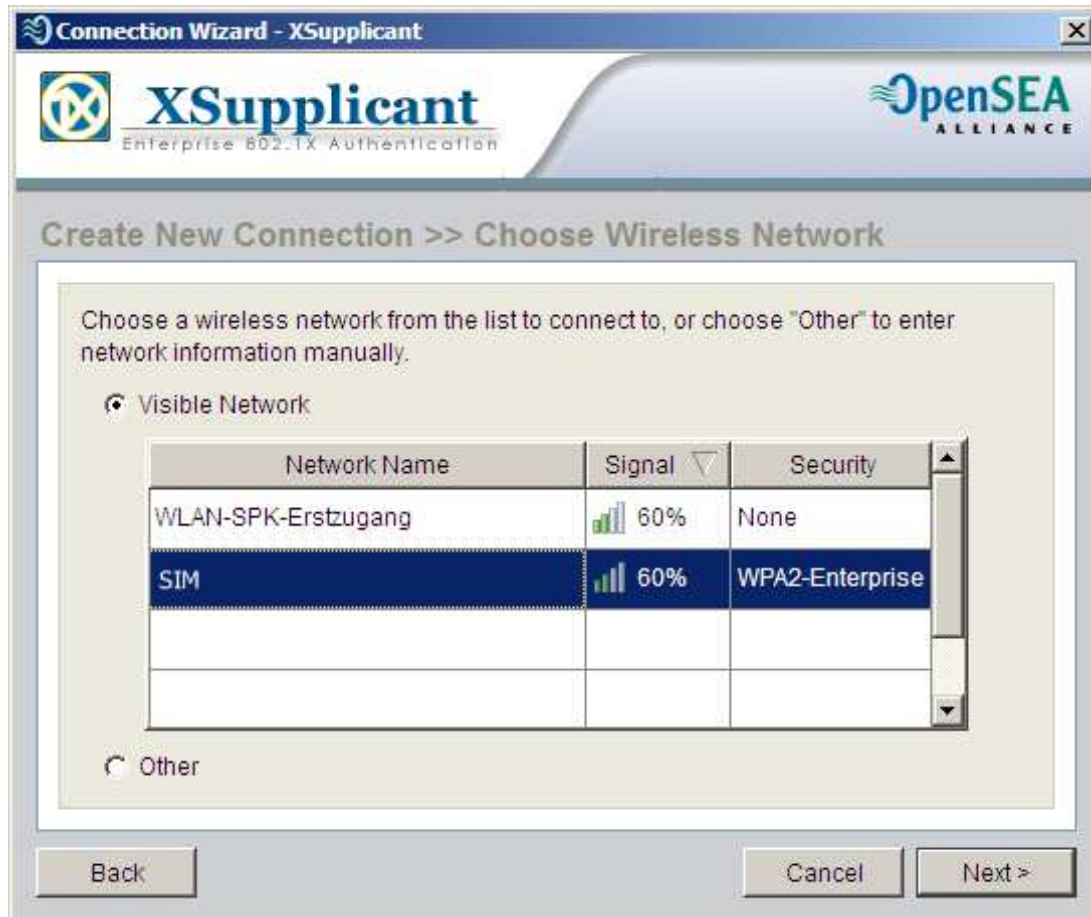 Connection Wizard - XSupplicant
1X XSupplicant
Enterprise 802.1X Authentication
OpenSEA
ALLIANCE
Create New Connection >> Choose Wireless Network
Choose a wireless network from the list to connect to, or choose "Other" to enter
network information manually.
Visible Network
Network Name Signal Security
WLAN-SPK-Erstzugang 60% None
SIM 60% WPA2-Enterprise
Other
Back Cancel Next >